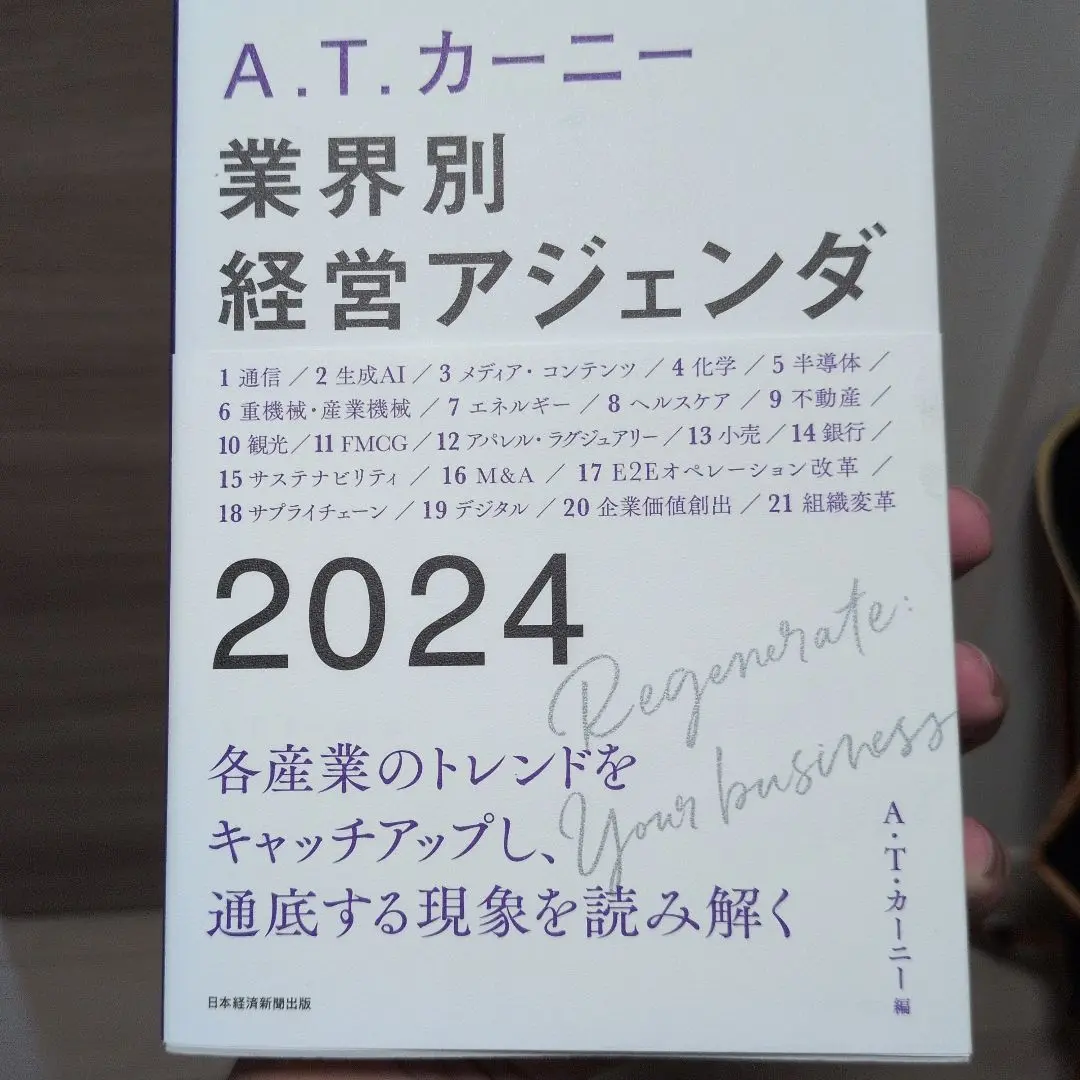 A.T. カーニー
業界別
経営アジェンダ
1 通信 ／ 2 生成AI ／ 3 メディア・コンテンツ ／ 4 化学 ／ 5 半導体 ／
6 重機械・産業機械 ／ 7 エネルギー ／ 8 ヘルスケア ／ 9 不動産 ／
10 観光 ／ 11 FMCG ／ 12 アパレル・ラグジュアリー ／ 13 小売 ／ 14 銀行 ／
15 サステナビリティ ／ 16 M&A ／ 17 E2Eオペレーション改革 ／
18 サプライチェーン ／ 19 デジタル ／ 20 企業価値創出 ／ 21 組織変革
2024
Regenerate:
Your business
各産業のトレンドを
キャッチアップし、
通底する現象を読み解く
A・T・カーニー 編
日本経済新聞出版